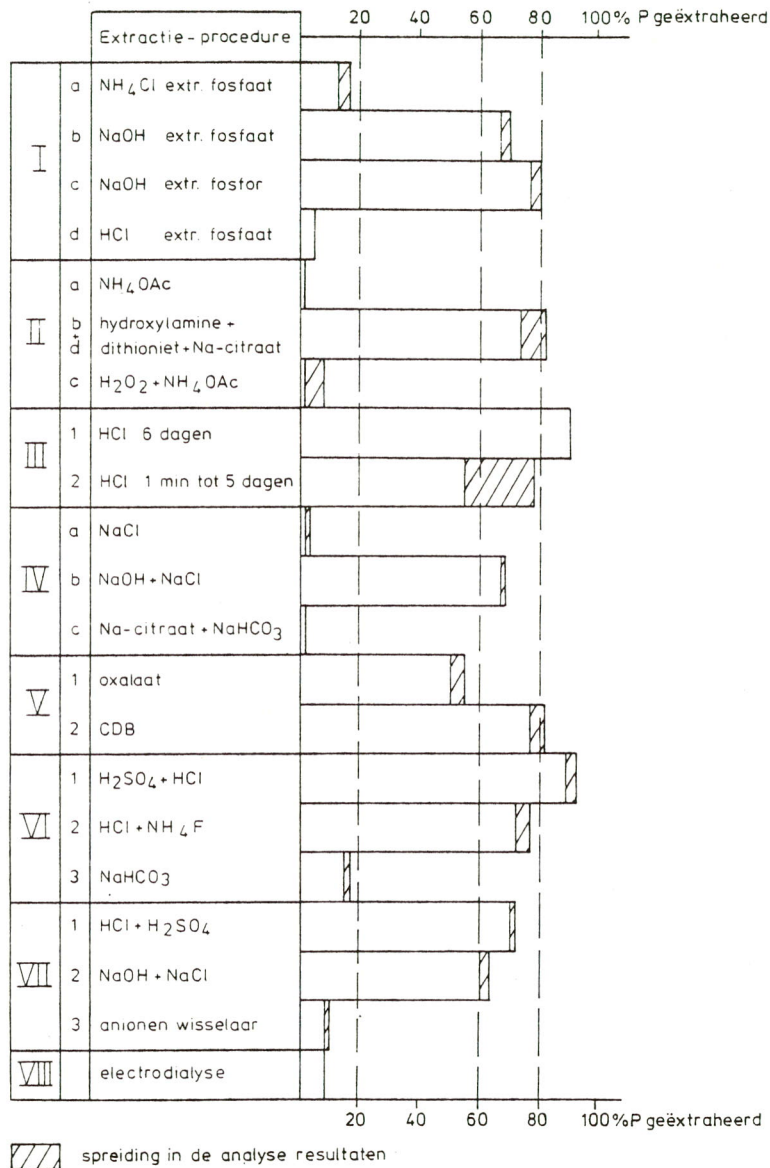 20 40 60 80 100% P geëxtraheerd
Extractie-procedure
I
a NH4Cl extr. fosfaat
b NaOH extr. fosfaat
c NaOH extr. fosfor
d HCl extr. fosfaat
II
a NH4OAc
b hydroxylamine +
+
d dithioniet+Na-citraat
c H2O2+NH4OAc
III
1 HCl 6 dagen
2 HCl 1 min tot 5 dagen
IV
a NaCl
b NaOH+NaCl
c Na-citraat+NaHCO3
V
1 oxalaat
2 CDB
VI
1 H2SO4+HCl
2 HCl+NH4F
3 NaHCO3
VII
1 HCl+H2SO4
2 NaOH+NaCl
3 anionen wisselaar
VIII
electrodialyse
20 40 60 80 100%P geëxtraheerd
spreiding in de analyse resultaten